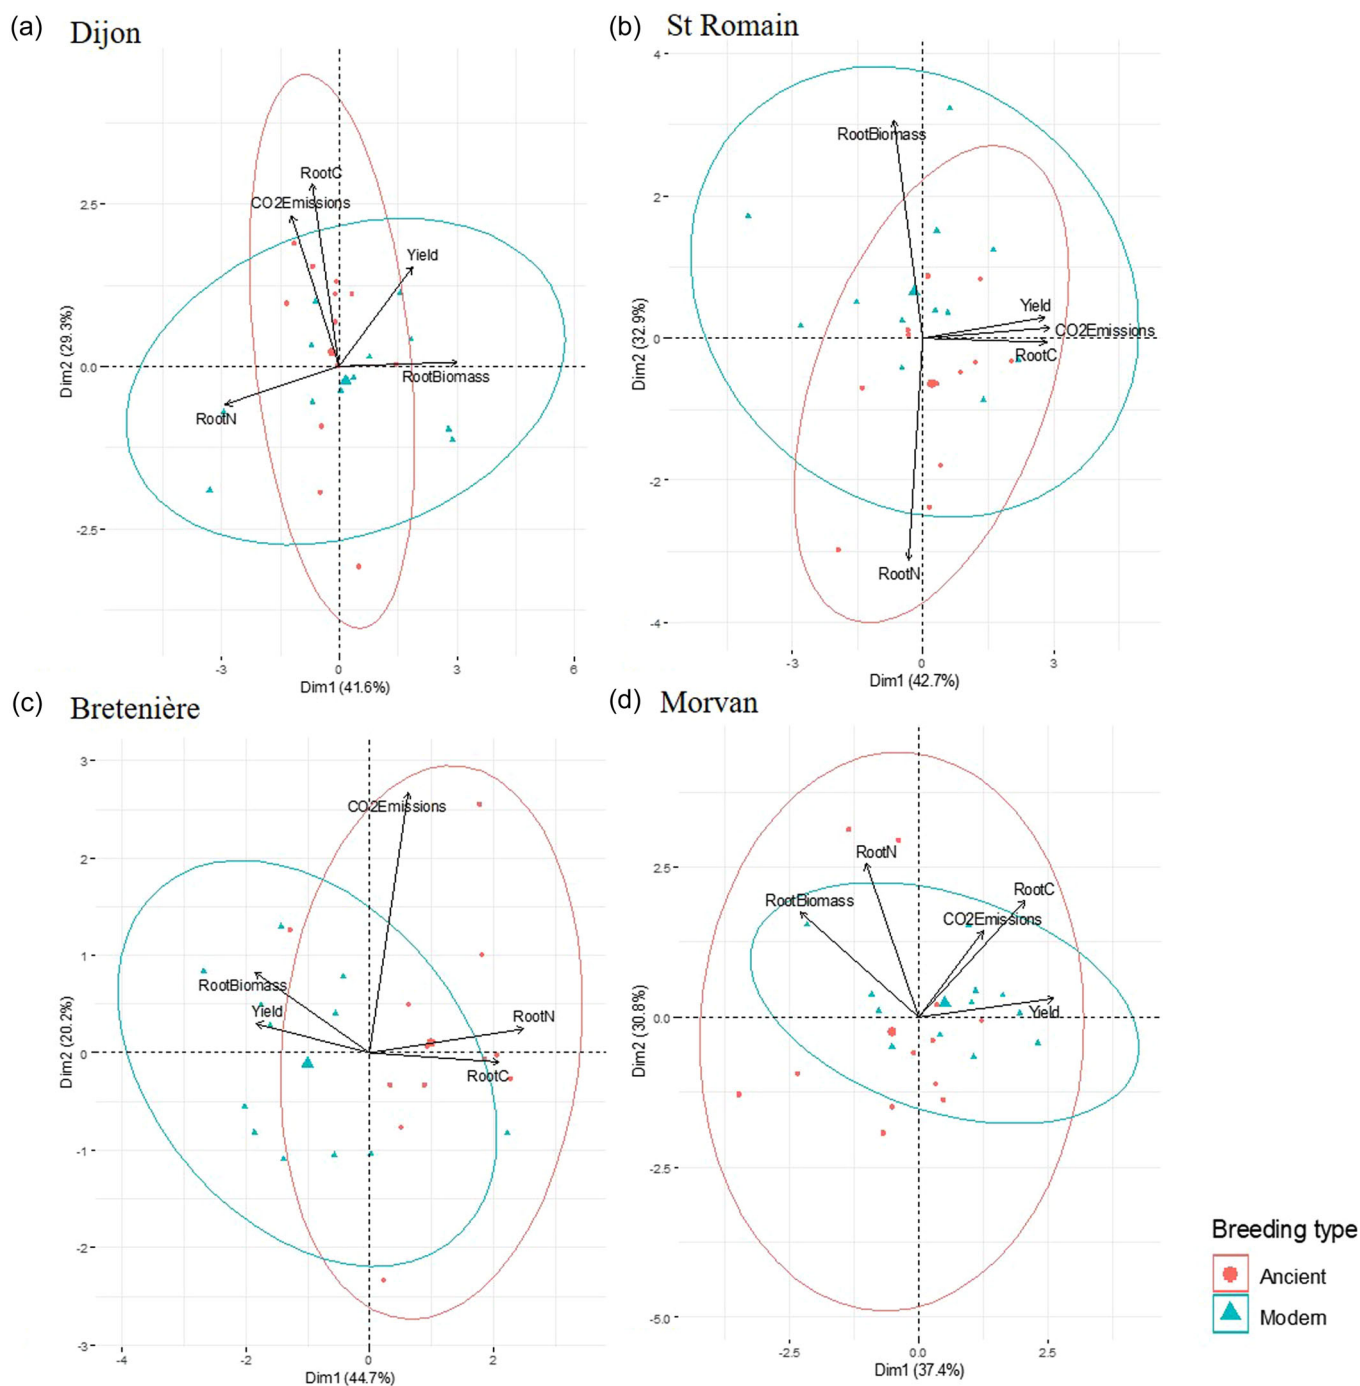 (a) Dijon
RootC
CO2Emissions
Yield
RootBiomass
RootN
2.5
0.0
-2.5
Dim2 (29.3%)
-3 0 3 6
Dim1 (41.6%)
(b) St Romain
4
2
0
-2
-4
Dim2 (32.9%)
RootBiomass
Yield
CO2Emissions
RootC
RootN
-3 0 3
Dim1 (42.7%)
(c) Bretenière
3
2
1
0
-1
-2
-3
Dim2 (20.2%)
CO2Emissions
RootBiomass
Yield
RootN
RootC
-4 -2 0 2
Dim1 (44.7%)
(d) Morvan
2.5
0.0
-2.5
-5.0
Dim2 (30.8%)
RootN
RootC
RootBiomass
CO2Emissions
Yield
-2.5 0.0 2.5
Dim1 (37.4%)
Breeding type
Ancient
Modern